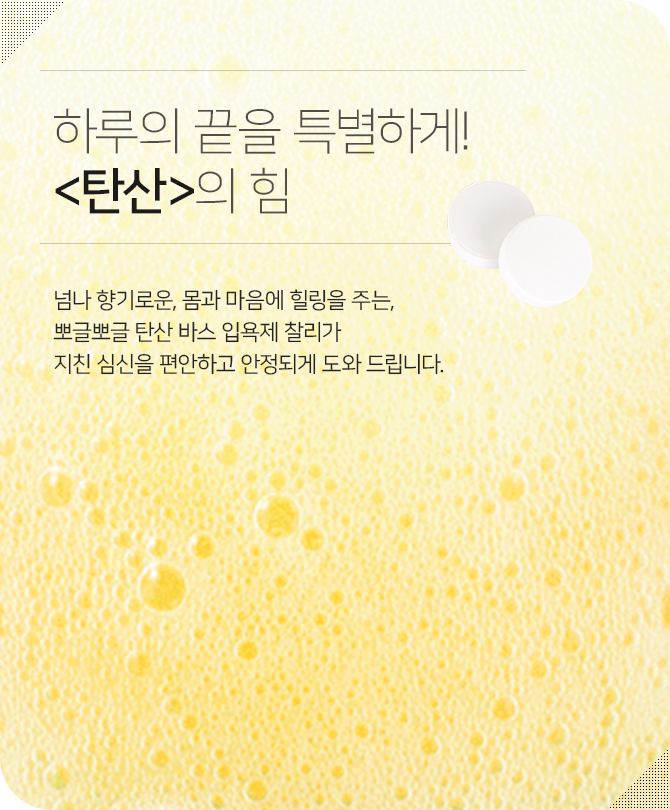 하루의 끝을 특별하게!
<탄산>의 힘
넘나 향기로운, 몸과 마음에 힐링을 주는,
뽀글뽀글 탄산 바스 입욕제 찰리가
지친 심신을 편안하고 안정되게 도와 드립니다.